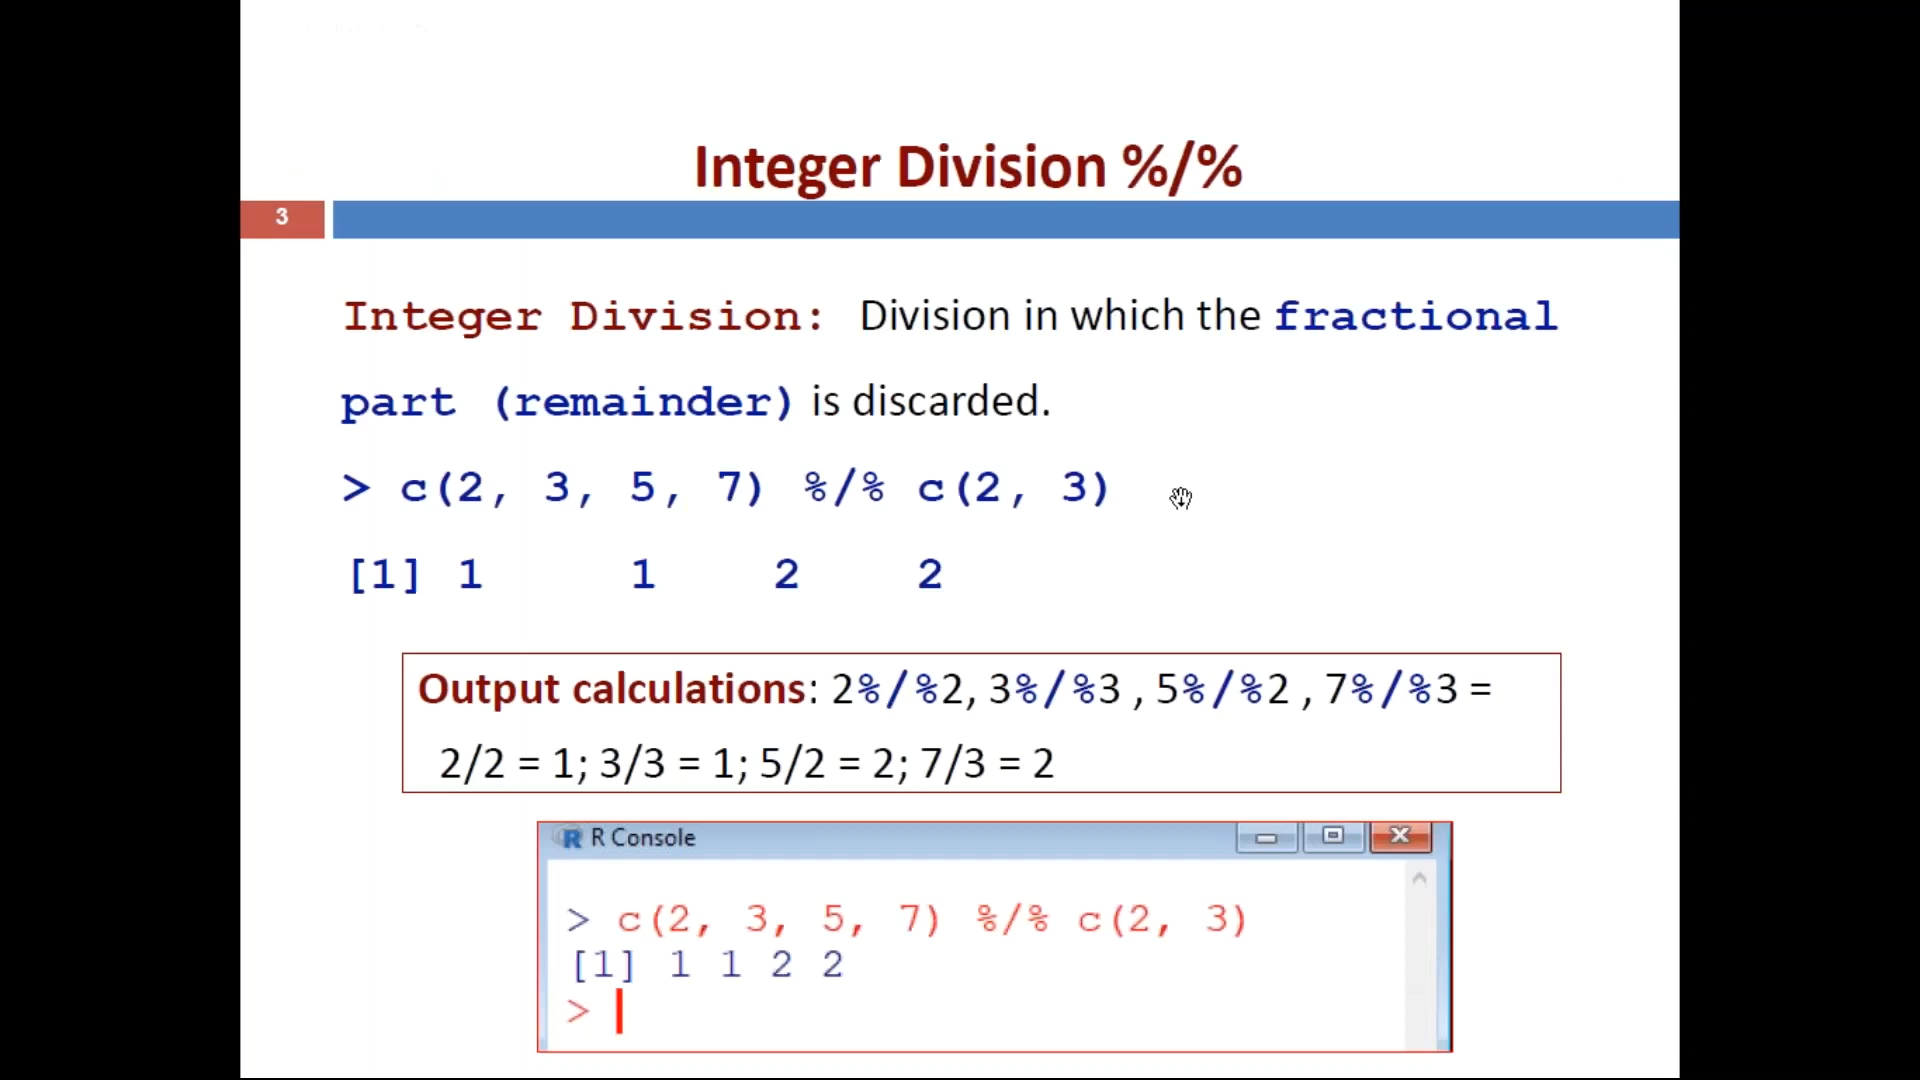 Integer Division %/%
3
Integer Division: Division in which the fractional
part (remainder) is discarded.
> c(2, 3, 5, 7) %/% c(2, 3)
[1] 1 1 2 2
Output calculations: 2%/%2, 3%/%3 , 5%/%2 , 7%/%3 =
2/2 = 1; 3/3 = 1; 5/2 = 2; 7/3 = 2
R Console
> c(2, 3, 5, 7) %/% c(2, 3)
[1] 1 1 2 2
>